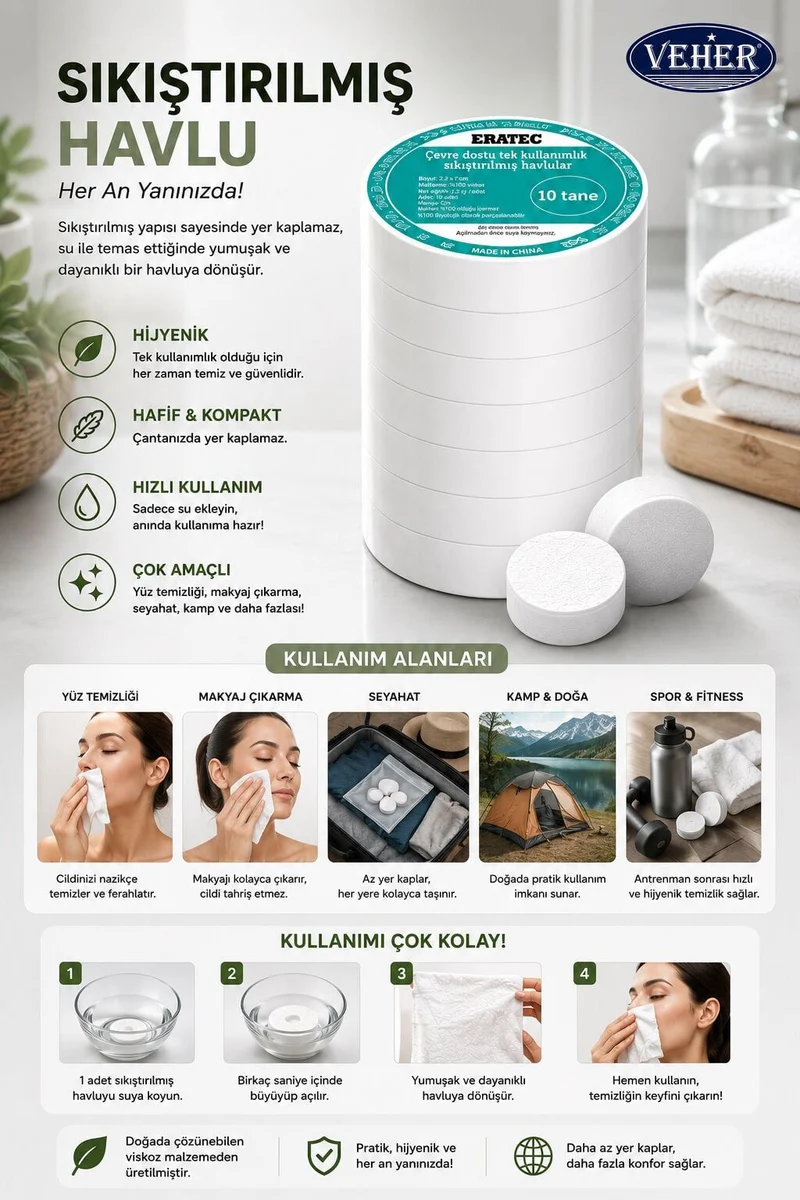 VEHER
SIKIŞTIRILMIŞ
HAVLU
Her An Yanınızda!
Sıkıştırılmış yapısı sayesinde yer kaplamaz,
su ile temas ettiğinde yumuşak ve
dayanıklı bir havluya dönüşür.
HİJYENİK
Tek kullanımlık olduğu için
her zaman temiz ve güvenlidir.
HAFİF & KOMPAKT
Çantanızda yer kaplamaz.
HIZLI KULLANIM
Sadece su ekleyin,
anında kullanıma hazır!
ÇOK AMAÇLI
Yüz temizliği, makyaj çıkarma,
seyahat, kamp ve daha fazlası!
ERATEC
Çevre dostu tek kullanımlık
sıkıştırılmış havlular
10 tane
MADE IN CHINA
KULLANIM ALANLARI
YÜZ TEMİZLİĞİ
Cildinizi nazikçe
temizler ve ferahlatır.
MAKYAJ ÇIKARMA
Makyajı kolayca çıkarır,
cildi tahriş etmez.
SEYAHAT
Az yer kaplar,
her yere kolayca taşınır.
KAMP & DOĞA
Doğada pratik kullanım
imkanı sunar.
SPOR & FİTNESS
Antrenman sonrası hızlı
ve hijyenik temizlik sağlar.
KULLANIMI ÇOK KOLAY!
1
1 adet sıkıştırılmış
havluyu suya koyun.
2
Birkaç saniye içinde
büyüyüp açılır.
3
Yumuşak ve dayanıklı
havluya dönüşür.
4
Hemen kullanın,
temizliğin keyfini çıkarın!
Doğada çözünebilen
viskoz malzemeden
üretilmiştir.
Pratik, hijyenik ve
her an yanınızda!
Daha az yer kaplar,
daha fazla konfor sağlar.